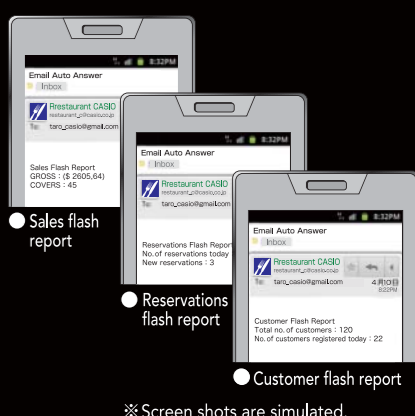 8:32PM
Email Auto Answer
Inbox
Rrestaurant CASIO
restaurant_c@casio.co.jp
To: taro_casio@gmail.com
Sales Flash Report
GROSS : ($ 2605,64)
COVERS : 45
Sales flash
report
8:32PM
Email Auto Answer
Inbox
Rrestaurant CASIO
restaurant_c@casio.co.jp
To: taro_casio@gmail.com
Reservations Flash Report
No. of reservations today
New reservations : 3
Reservations
flash report
8:32PM
Email Auto Answer
Inbox
Rrestaurant CASIO
restaurant_c@casio.co.jp
To: taro_casio@gmail.com 4月10日
8:22PM
Customer Flash Report
Total no. of customers : 120
No. of customers registered today : 22
Customer flash report
※Screen shots are simulated.